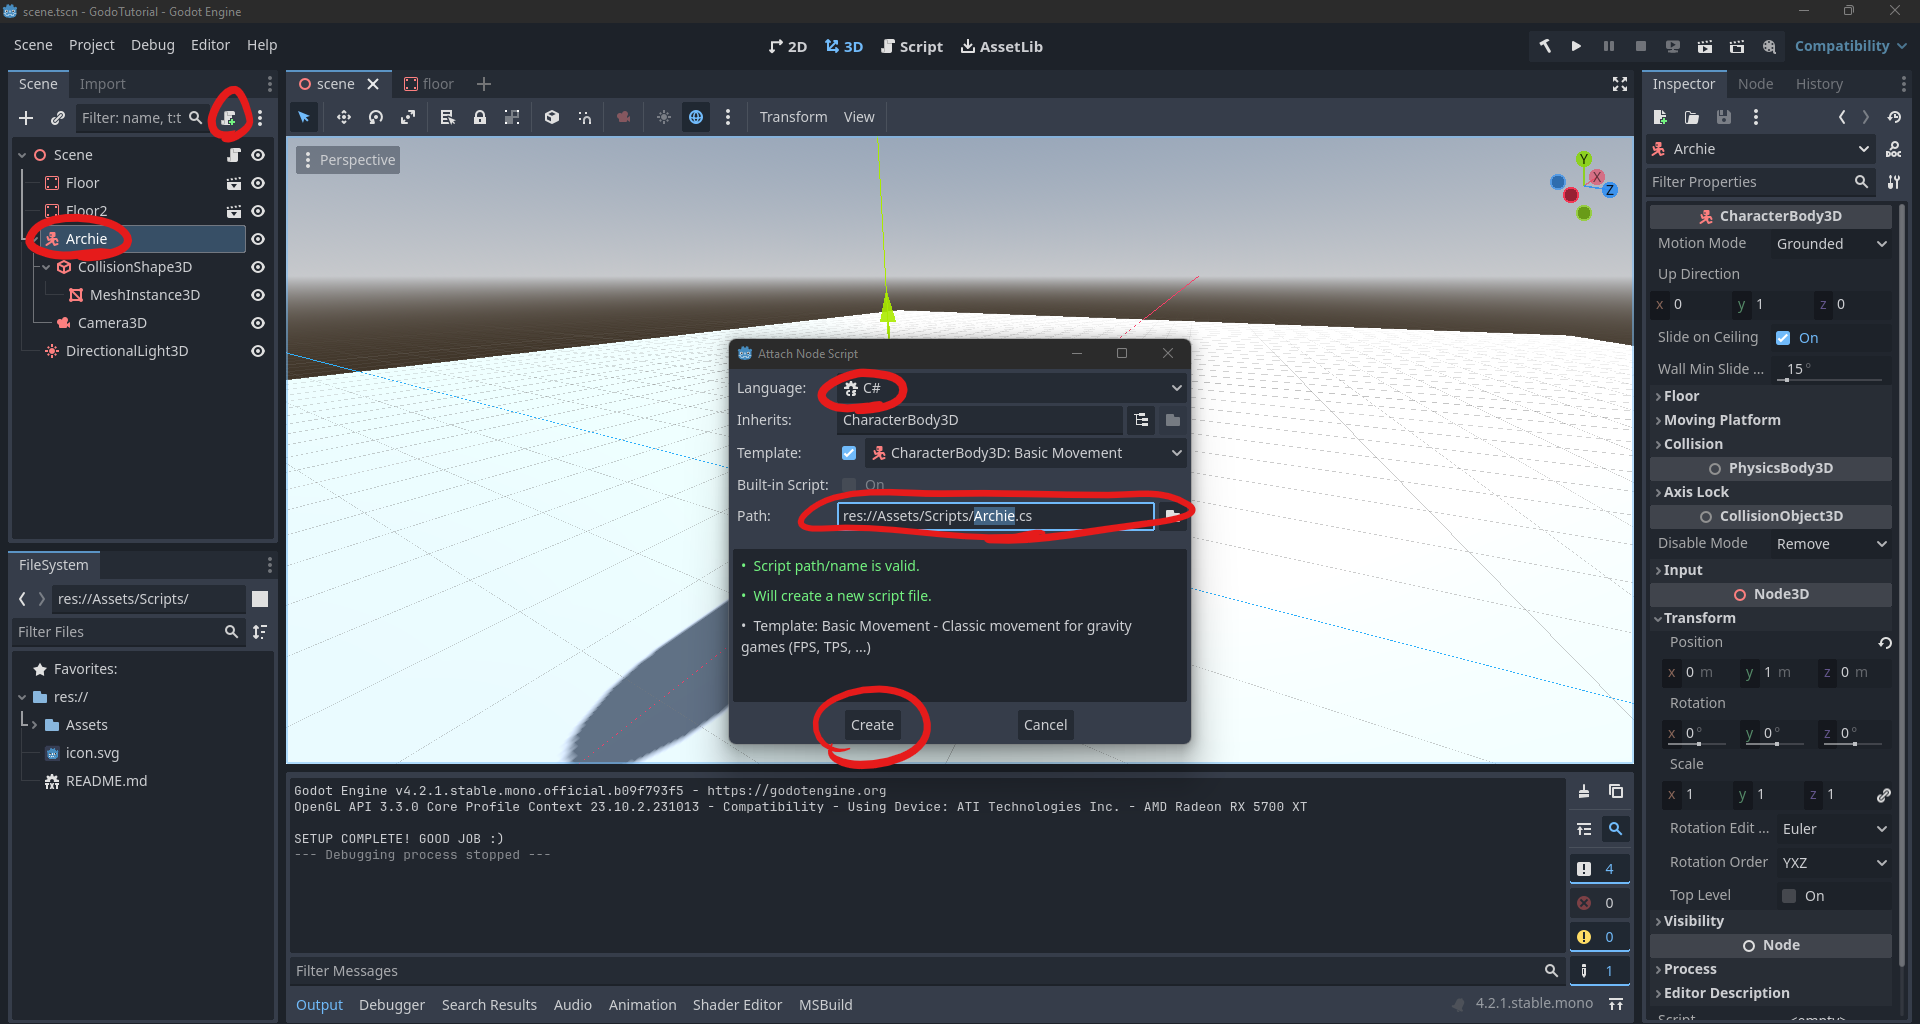 scene.tscn - GodoTutorial - Godot Engine
Scene Project Debug Editor Help
2D 3D Script AssetLib
Compatibility
Scene Import
Filter: name, t:t
Scene
Floor
Floor2
Archie
CollisionShape3D
MeshInstance3D
Camera3D
DirectionalLight3D
FileSystem
res://Assets/Scripts/
Filter Files
Favorites:
res://
Assets
icon.svg
README.md
scene floor
Transform View
Perspective
Y
X
Z
Attach Node Script
Language: C#
Inherits: CharacterBody3D
Template: CharacterBody3D: Basic Movement
Built-in Script: On
Path: res://Assets/Scripts/Archie.cs
• Script path/name is valid.
• Will create a new script file.
• Template: Basic Movement - Classic movement for gravity
games (FPS, TPS, ...)
Create Cancel
Godot Engine v4.2.1.stable.mono.official.b09f793f5 - https://godotengine.org
OpenGL API 3.3.0 Core Profile Context 23.10.2.231013 - Compatibility - Using Device: ATI Technologies Inc. - AMD Radeon RX 5700 XT
SETUP COMPLETE! GOOD JOB :)
--- Debugging process stopped ---
4
0
0
1
Filter Messages
Output Debugger Search Results Audio Animation Shader Editor MSBuild
4.2.1.stable.mono
Inspector Node History
Archie
DOC
Filter Properties
CharacterBody3D
Motion Mode Grounded
Up Direction
x 0 y 1 z 0
Slide on Ceiling On
Wall Min Slide ... 15°
Floor
Moving Platform
Collision
PhysicsBody3D
Axis Lock
CollisionObject3D
Disable Mode Remove
Input
Node3D
Transform
Position
x 0 m y 1 m z 0 m
Rotation
x 0° y 0° z 0°
Scale
x 1 y 1 z 1
Rotation Edit ... Euler
Rotation Order YXZ
Top Level On
Visibility
Node
Process
Editor Description
Script <empty>